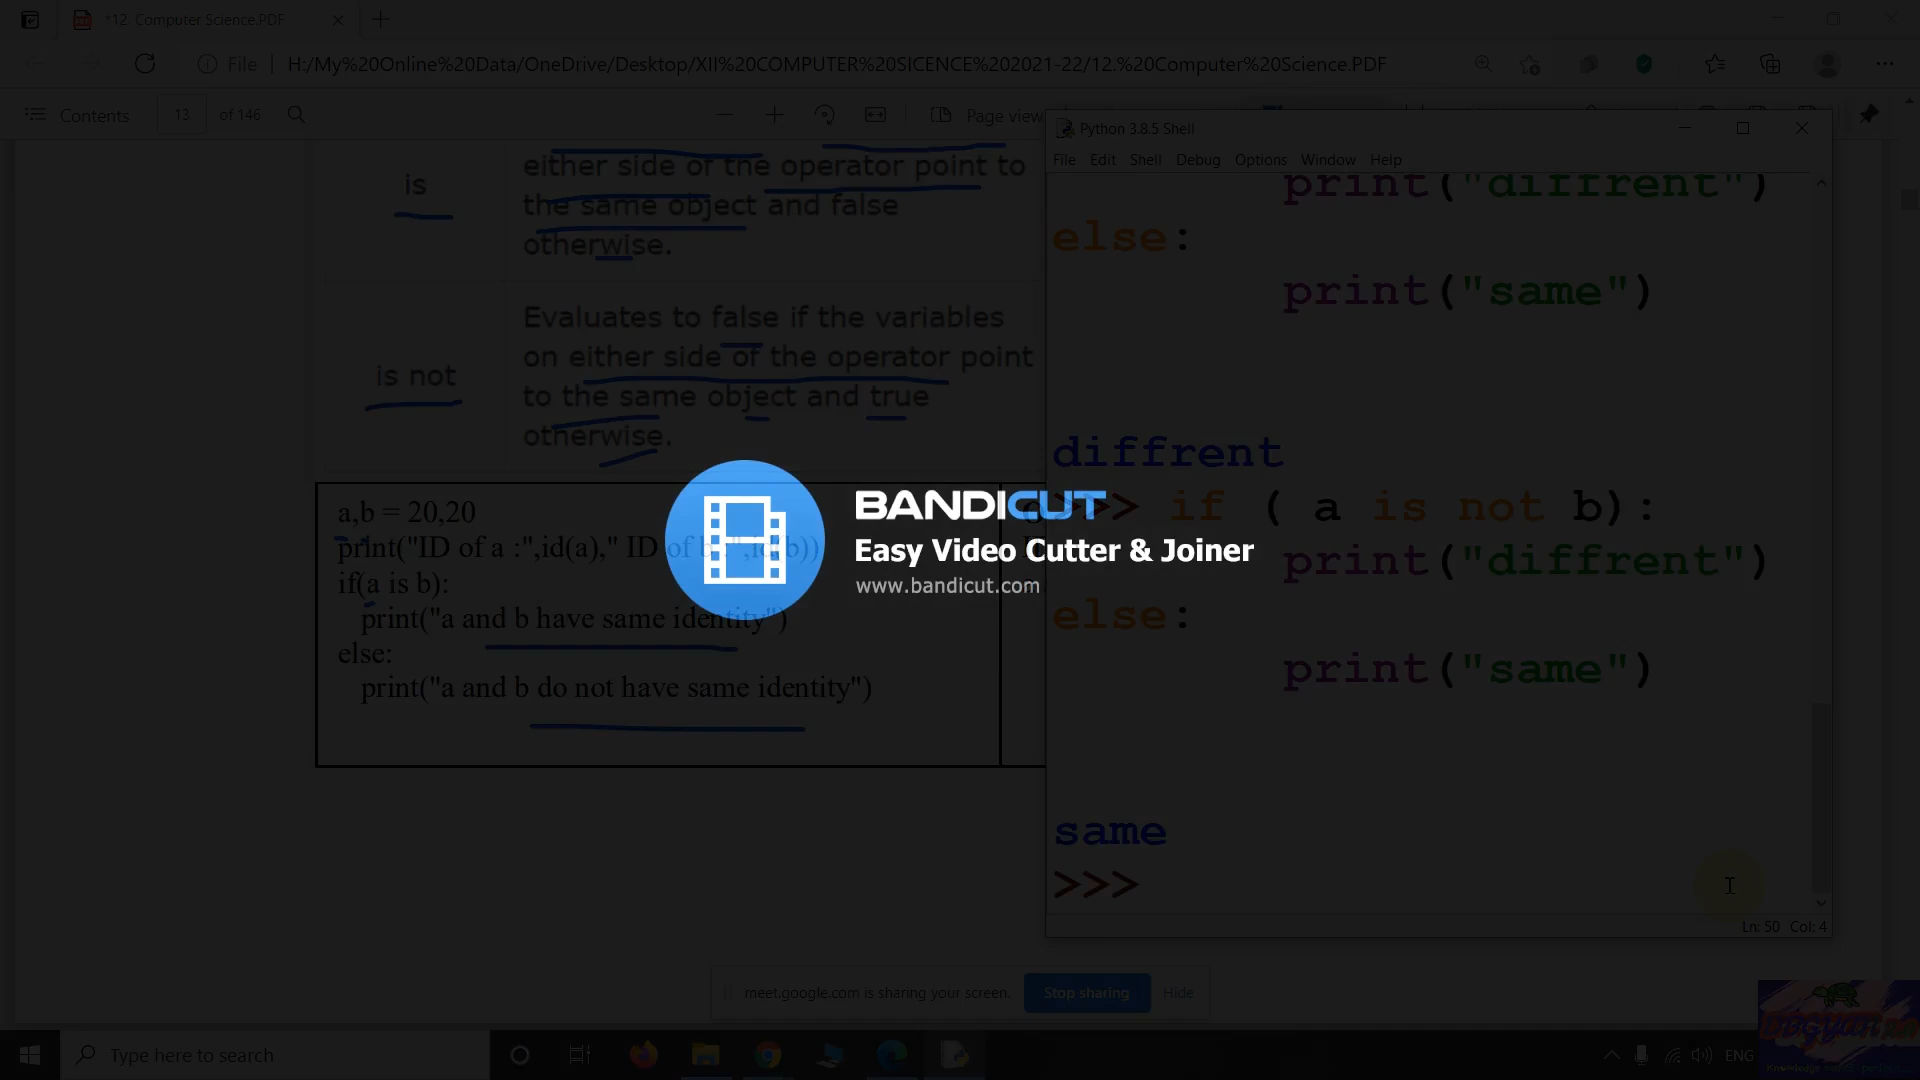 *12. Computer Science.PDF
File
H:/My%20Online%20Data/OneDrive/Desktop/XII%20COMPUTER%20SICENCE%202021-22/12.%20Computer%20Science.PDF
Contents
13
of 146
Page view
is
either side of the operator point to
the same object and false
otherwise.
is not
Evaluates to false if the variables
on either side of the operator point
to the same object and true
otherwise.
a,b = 20,20
print("ID of a :",id(a)," ID of b :",id(b))
if(a is b):
print("a and b have same identity")
else:
print("a and b do not have same identity")
Python 3.8.5 Shell
File Edit Shell Debug Options Window Help
print("diffrent")
else:
print("same")
diffrent
>>> if ( a is not b):
print("diffrent")
else:
print("same")
same
>>>
Ln: 50 Col: 4
BANDICUT
Easy Video Cutter & Joiner
www.bandicut.com
meet.google.com is sharing your screen.
Stop sharing
Hide
Type here to search
ENG